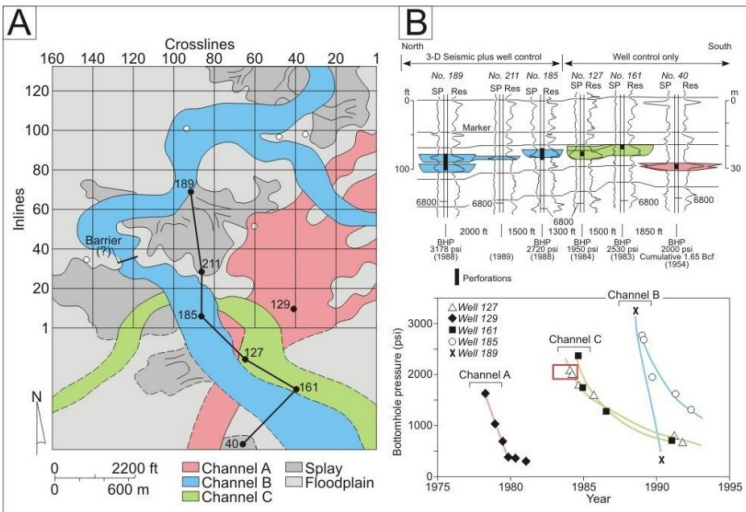 A
Crosslines
160 140 120 100 80 60 40 20 1
Inlines
120
100
80
60
40
20
1
189
Barrier
(?)
211
129
185
127
161
40
N
0 2200 ft
0 600 m
Channel A
Channel B
Channel C
Splay
Floodplain
B
North South
3-D Seismic plus well control Well control only
No. 189 No. 211 No. 185 No. 127 No. 161 No. 40
ft SP Res SP Res SP Res SP Res SP Res SP Res m
0 0
Marker
100 30
6800 6800 6800 6800 6800
2000 ft 1500 ft 1300 ft 1500 ft 1850 ft
BHP BHP BHP BHP BHP
3178 psi 2720 psi 1950 psi 2530 psi 2000 psi
(1988) (1989) (1988) (1984) (1983) Cumulative 1.65 Bcf
(1954)
Perforations
Channel B
Well 127
Well 129
Well 161
Well 185
Well 189
Channel C
Channel A
Bottomhole pressure (psi)
3000
2000
1000
0
1975 1980 1985 1990 1995
Year